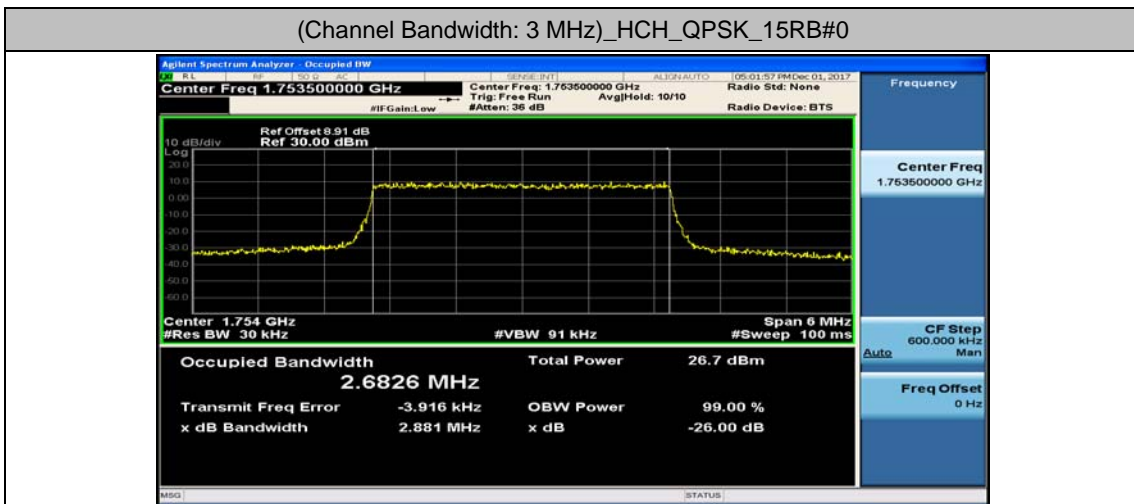 (Channel Bandwidth: 3 MHz)_HCH_QPSK_15RB#0
Agilent Spectrum Analyzer - Occupied BW
RL RF 50 Ω AC SENSE:INT ALIGN AUTO 05:01:57 PM Dec 01, 2017
Center Freq 1.753500000 GHz
Center Freq: 1.753500000 GHz
Radio Std: None
Trig: Free Run Avg|Hold: 10/10
#IFGain:Low #Atten: 36 dB Radio Device: BTS
Ref Offset 8.91 dB
10 dB/div Ref 30.00 dBm
Log
20.0
10.0
0.00
-10.0
-20.0
-30.0
-40.0
-50.0
-60.0
Center 1.754 GHz Span 6 MHz
#Res BW 30 kHz #VBW 91 kHz #Sweep 100 ms
Occupied Bandwidth Total Power 26.7 dBm
2.6826 MHz
Transmit Freq Error -3.916 kHz OBW Power 99.00 %
x dB Bandwidth 2.881 MHz x dB -26.00 dB
MSG STATUS
Frequency
Center Freq
1.753500000 GHz
CF Step
600.000 kHz
Auto Man
Freq Offset
0 Hz